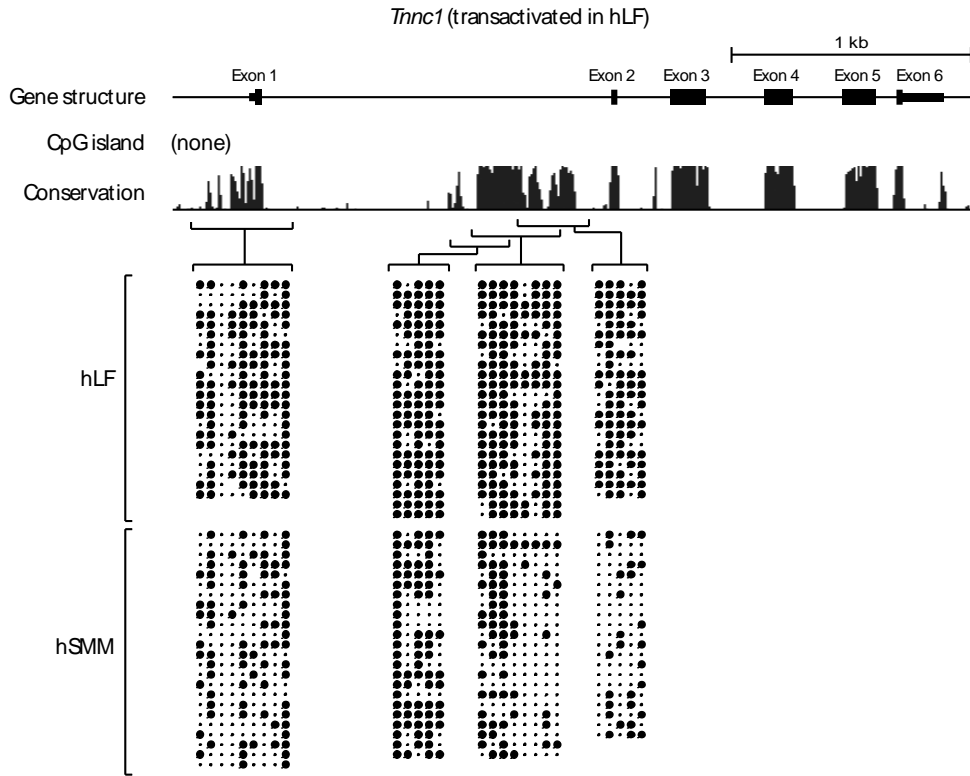 Tnnc1 (transactivated in hLF)
1 kb
Exon 1 Exon 2 Exon 3 Exon 4 Exon 5 Exon 6
Gene structure
CpG island (none)
Conservation
hLF
hSMM